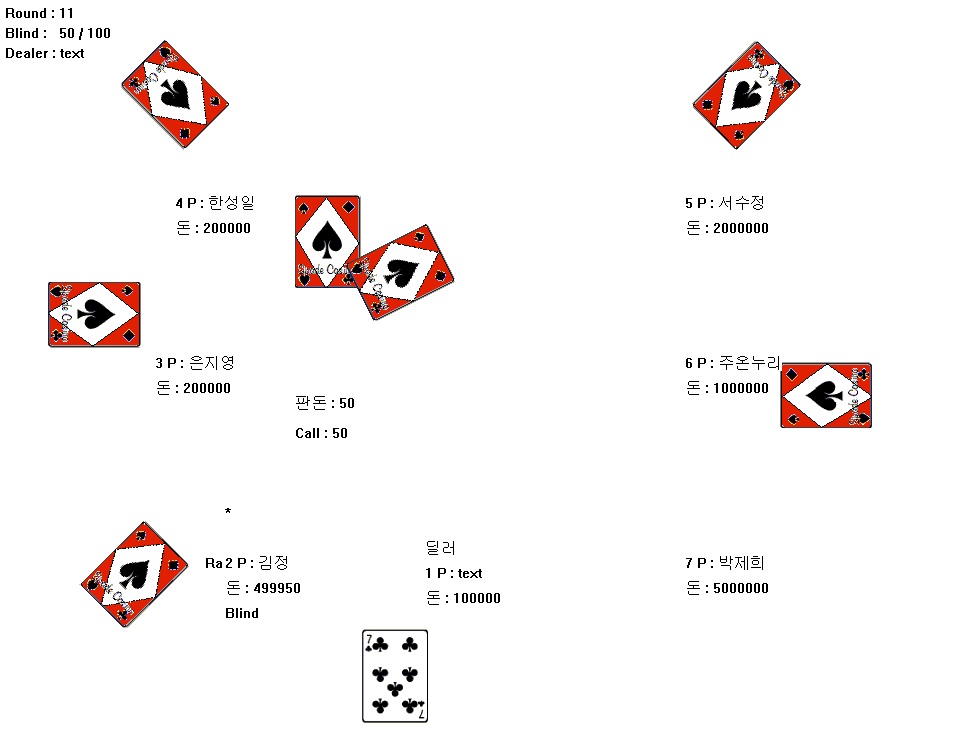 Round : 11
Blind : 50 / 100
Dealer : text
4 P : 한성일
돈 : 200000
5 P : 서수정
돈 : 2000000
3 P : 은지영
돈 : 200000
6 P : 주온누리
돈 : 1000000
판돈 : 50
Call : 50
*
Ra 2 P : 김정
돈 : 499950
Blind
딜러
1 P : text
돈 : 100000
7 P : 박제희
돈 : 5000000
7
7